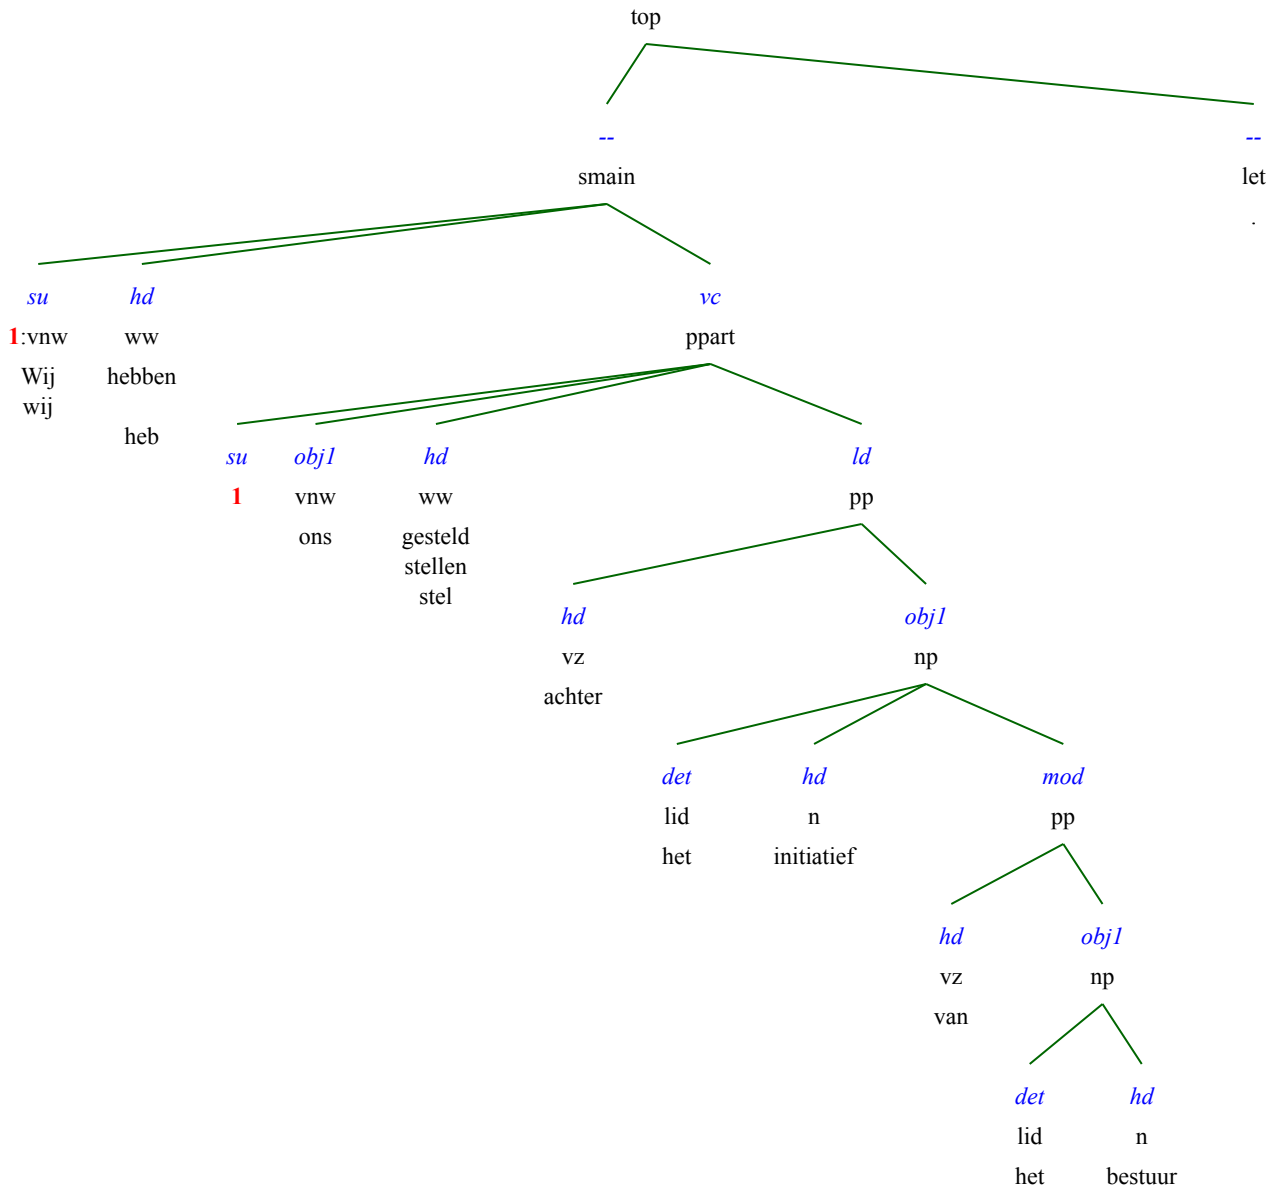 top
-- --
smain let
.
su hd vc
1:vnw ww ppart
Wij hebben
wij
heb
su obj1 hd ld
1 vnw ww pp
ons gesteld
stellen
stel
hd obj1
vz np
achter
det hd mod
lid n pp
het initiatief
hd obj1
vz np
van
det hd
lid n
het bestuur